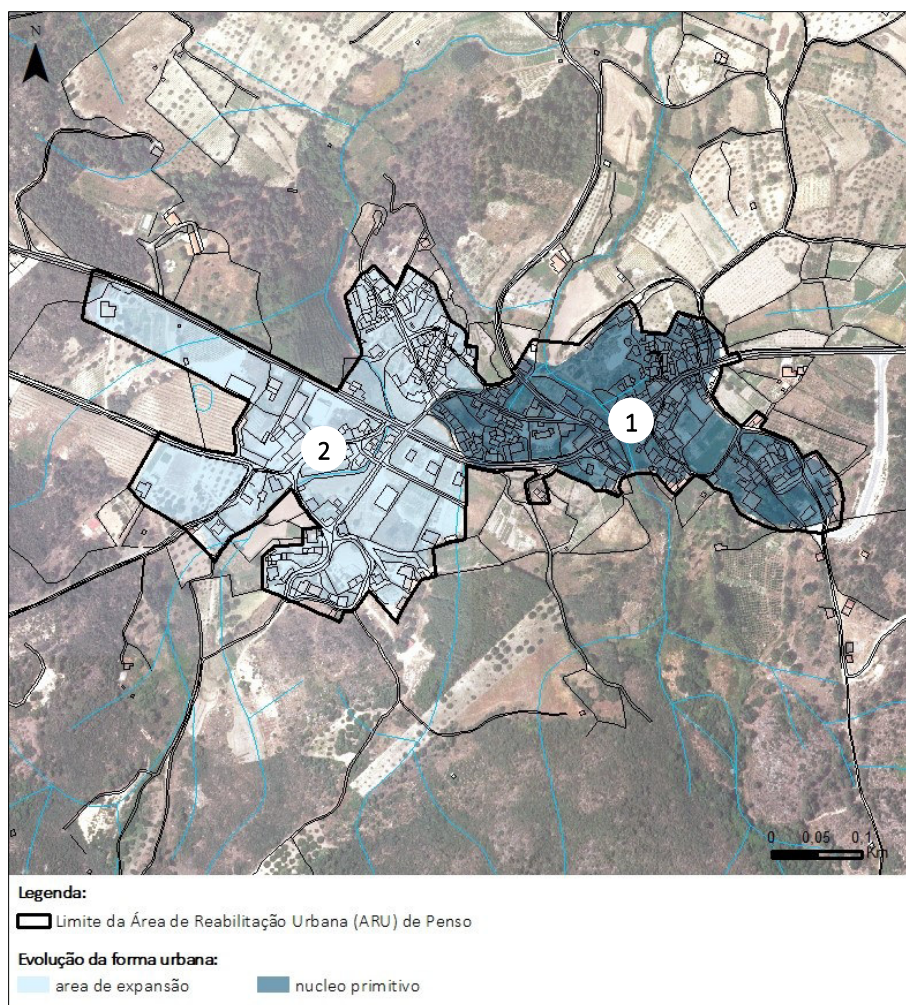 N
1
2
0 0,05 0,1
Km
Legenda:
Limite da Área de Reabilitação Urbana (ARU) de Penso
Evolução da forma urbana:
area de expansão nucleo primitivo